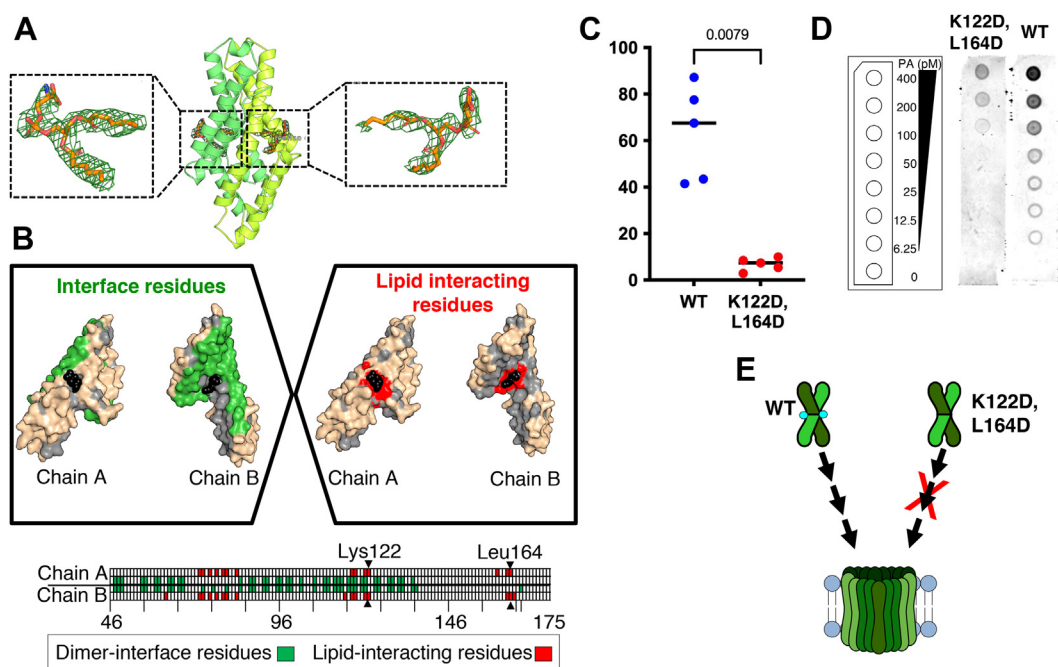 A
B
Interface residues
Lipid interacting
residues
Chain A
Chain B
Chain A
Chain B
Lys122
Leu164
Chain A
Chain B
46
96
146
175
Dimer-interface residues
Lipid-interacting residues
C
0.0079
100
80
60
40
20
0
WT
K122D,
L164D
D
K122D,
L164D
WT
PA (pM)
400
200
100
50
25
12.5
6.25
0
E
WT
K122D,
L164D